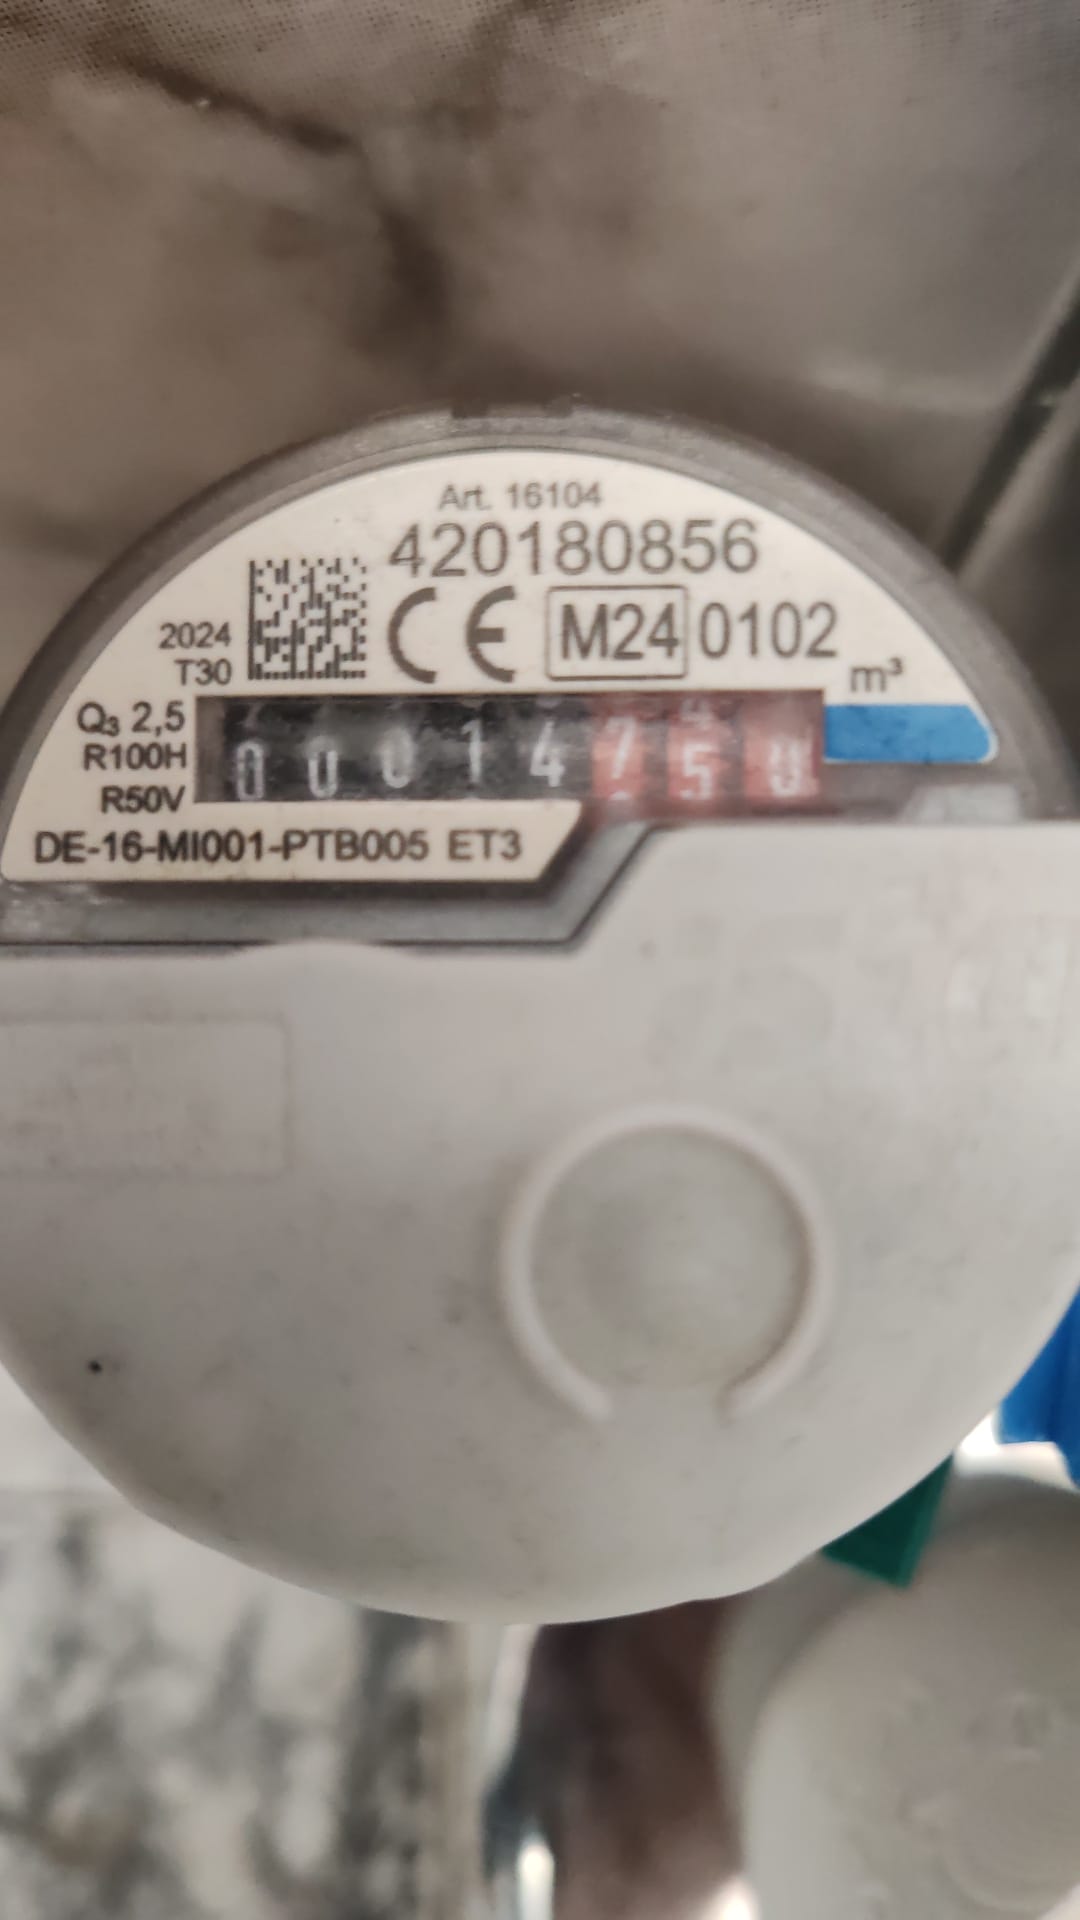 Art. 16104
420180856
2024
T30
CE M24 0102
m³
Q₃ 2,5
R100H
R50V
00014750
DE-16-MI001-PTB005 ET3